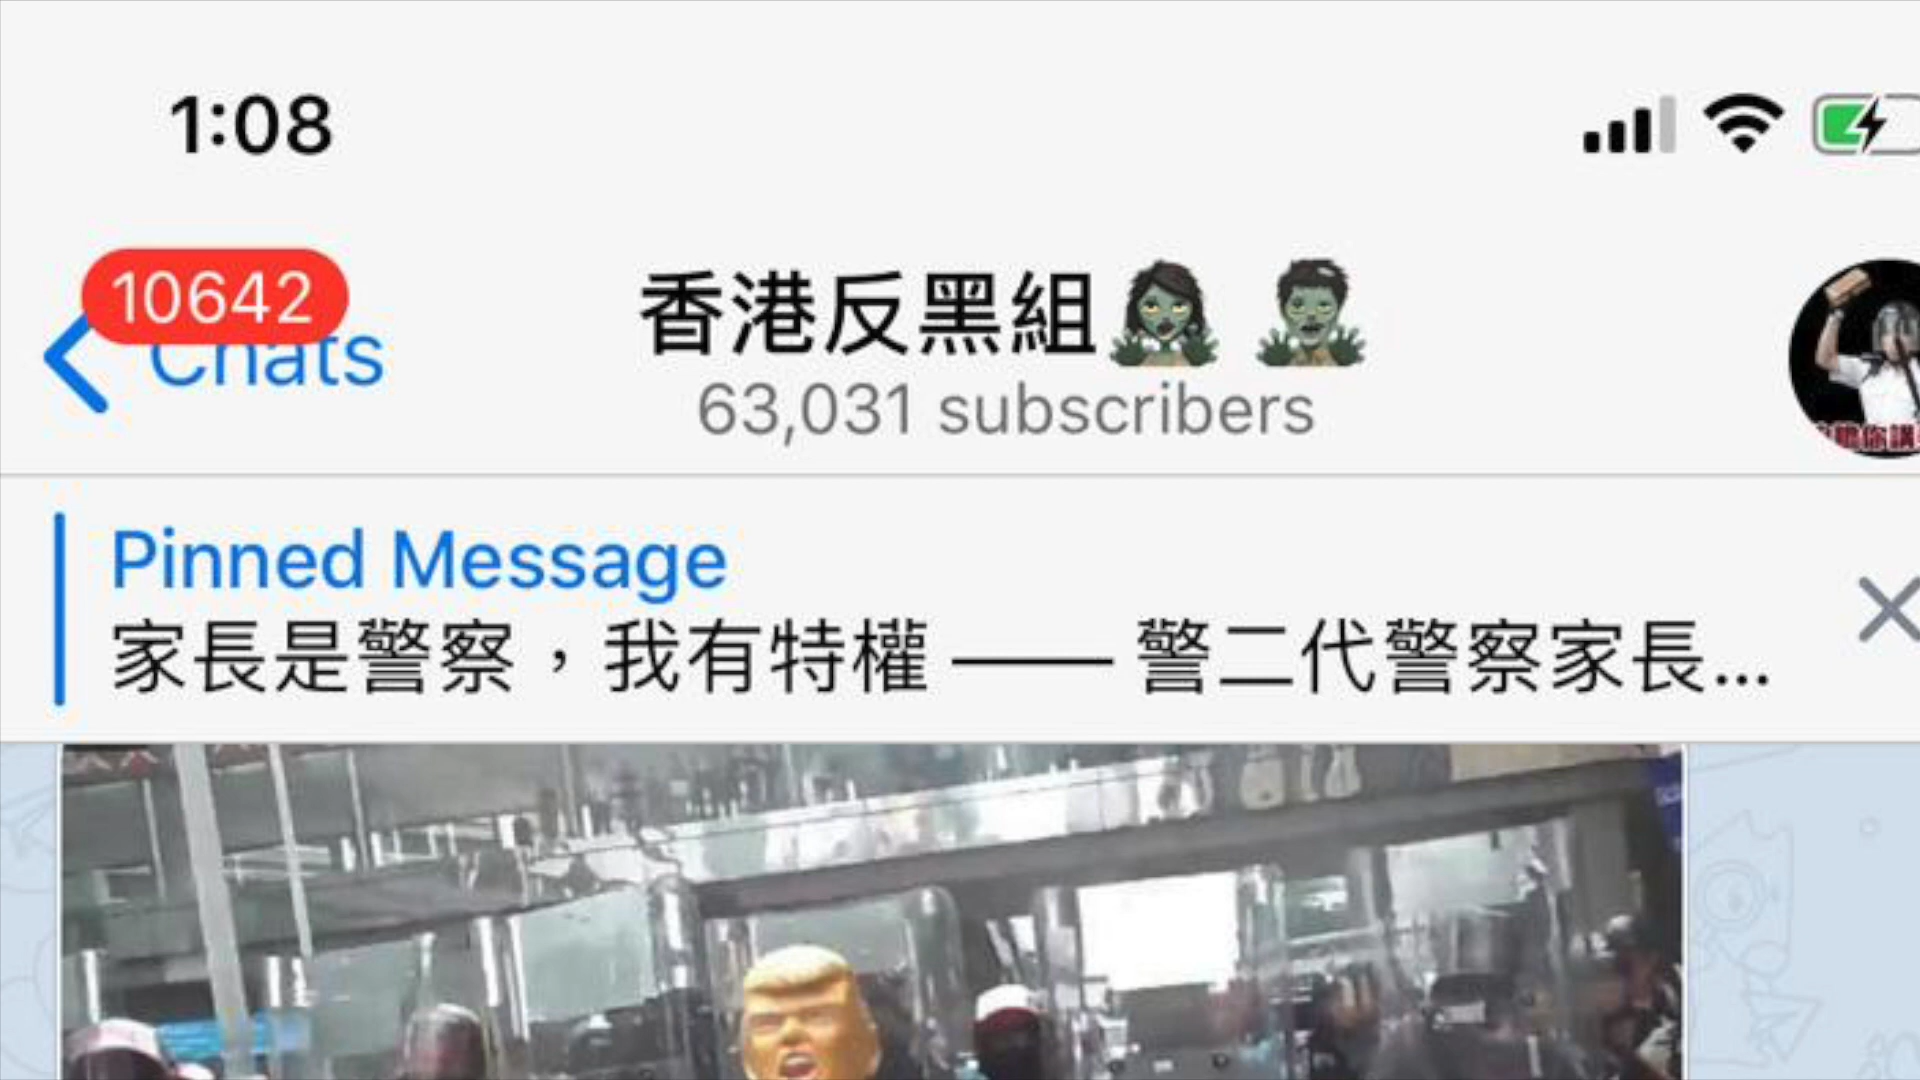 1:08
10642
Chats
香港反黑組🧟‍♀️ 🧟‍♂️
63,031 subscribers
Pinned Message
家長是警察，我有特權 —— 警二代警察家長...